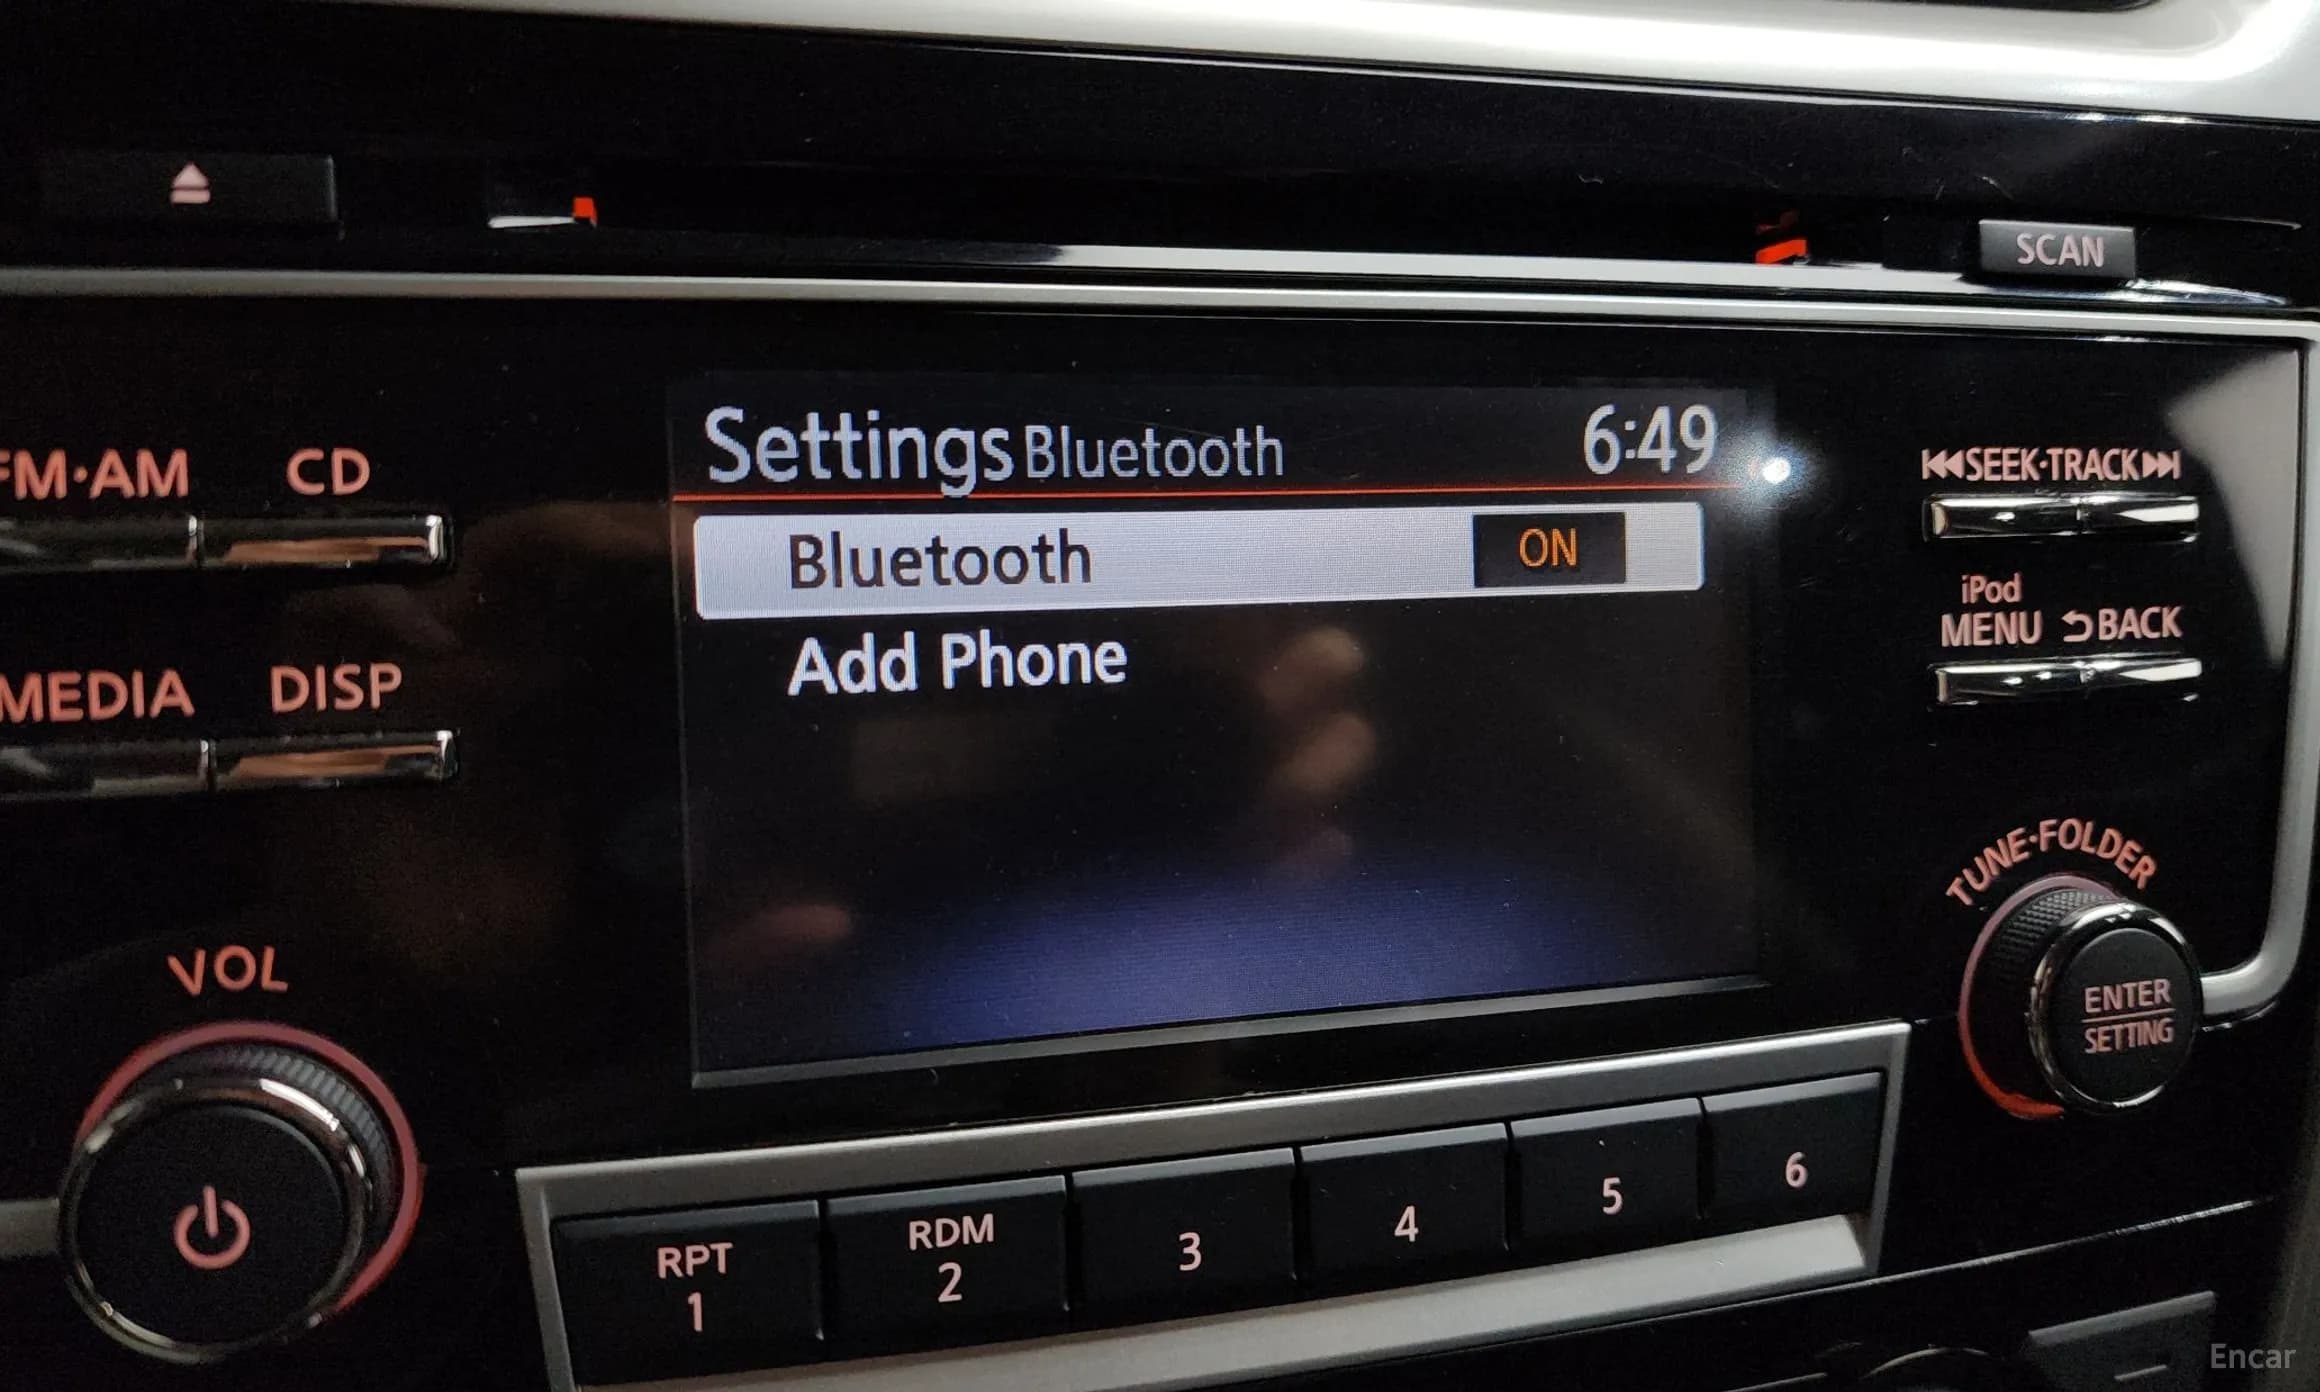 SCAN
Settings Bluetooth 6:49
Bluetooth ON
Add Phone
FM·AM CD
MEDIA DISP
VOL
SEEK·TRACK
iPod
MENU BACK
TUNE·FOLDER
ENTER
SETTING
RPT
1
RDM
2
3
4
5
6
Encar